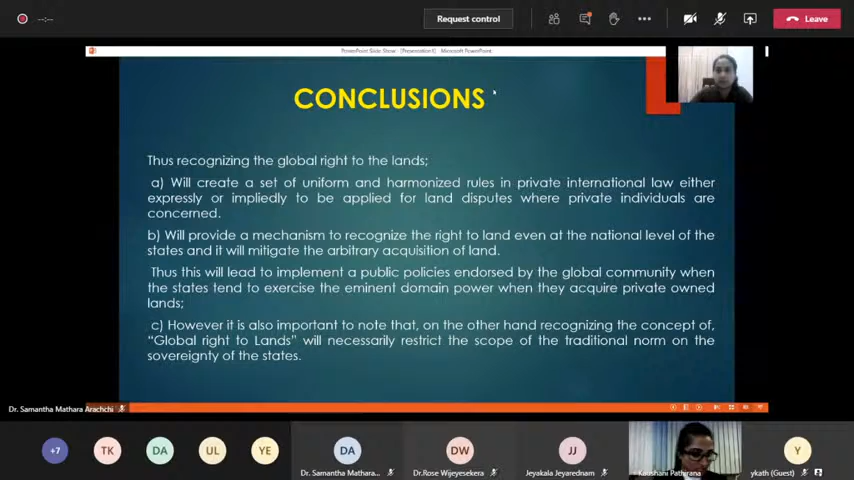 --:--
Request control
Leave
PowerPoint Slide Show - [Presentation1] - Microsoft PowerPoint
CONCLUSIONS
Thus recognizing the global right to the lands;
a) Will create a set of uniform and harmonized rules in private international law either
expressly or impliedly to be applied for land disputes where private individuals are
concerned.
b) Will provide a mechanism to recognize the right to land even at the national level of the
states and it will mitigate the arbitrary acquisition of land.
Thus this will lead to implement a public policies endorsed by the global community when
the states tend to exercise the eminent domain power when they acquire private owned
lands;
c) However it is also important to note that, on the other hand recognizing the concept of,
“Global right to Lands” will necessarily restrict the scope of the traditional norm on the
sovereignty of the states.
Dr. Samantha Mathara Arachchi
+7
TK
DA
UL
YE
DA
DW
JJ
Y
Dr. Samantha Mathara...
Dr.Rose Wijeyesekera
Jeyakala Jeyarednam
Kaushani Pathirana
ykath (Guest)